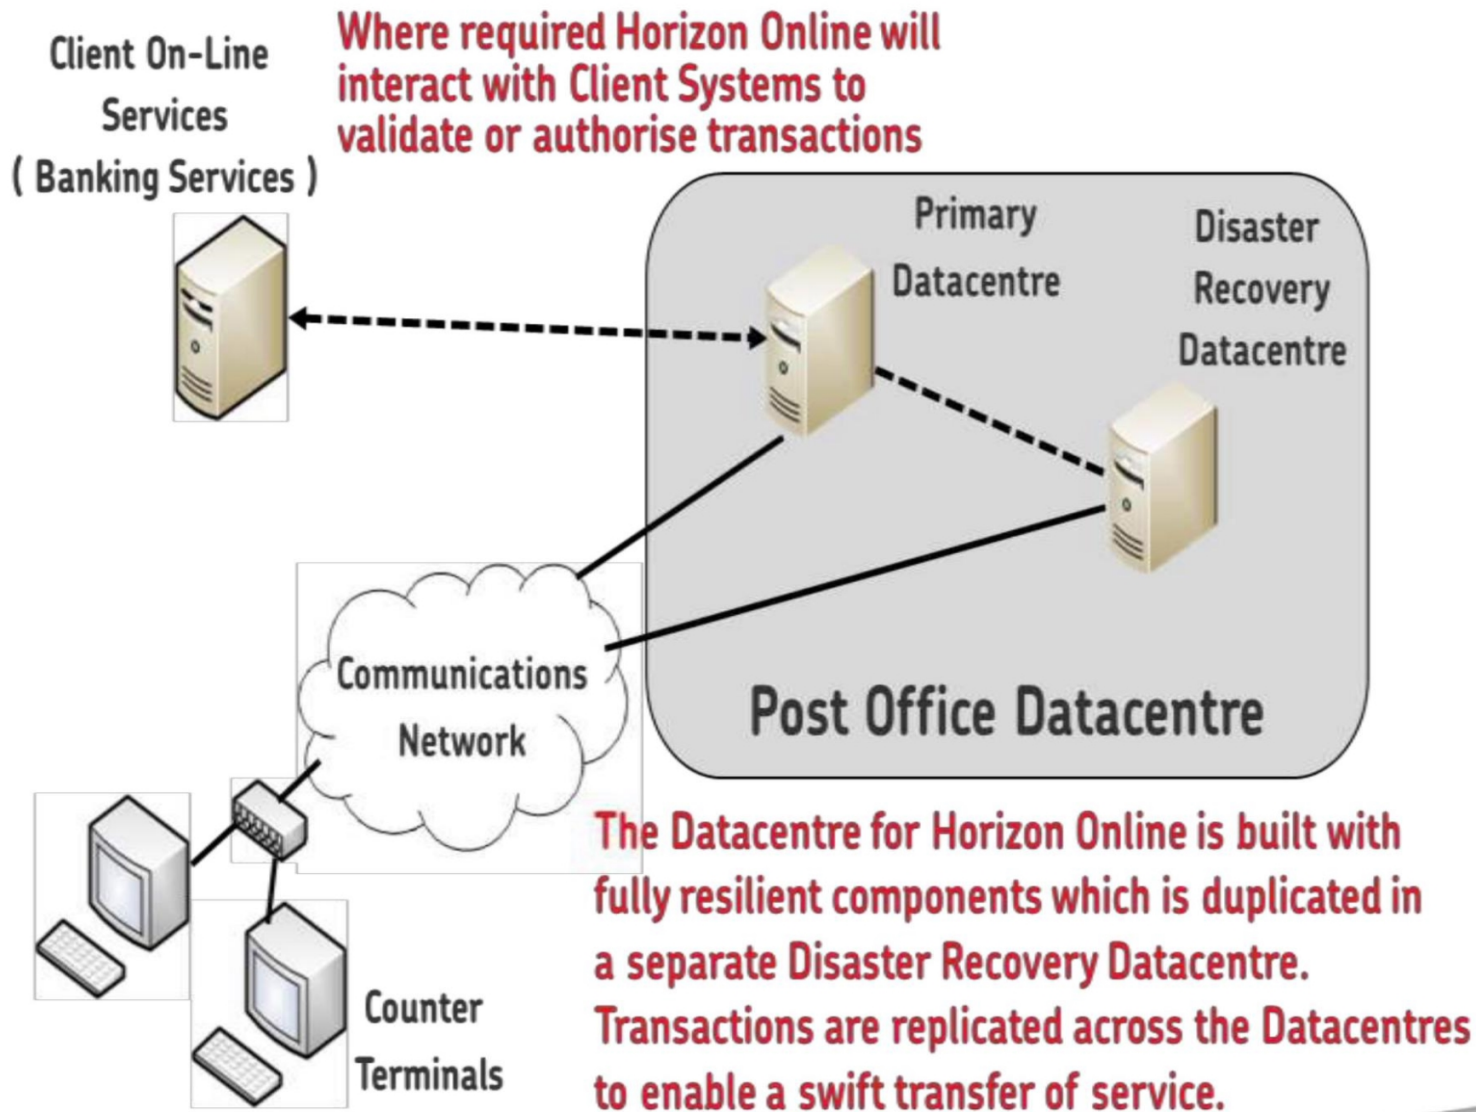 Client On-Line
Services
( Banking Services )
Where required Horizon Online will
interact with Client Systems to
validate or authorise transactions
Primary
Datacentre
Disaster
Recovery
Datacentre
Communications
Network
Post Office Datacentre
Counter
Terminals
The Datacentre for Horizon Online is built with
fully resilient components which is duplicated in
a separate Disaster Recovery Datacentre.
Transactions are replicated across the Datacentres
to enable a swift transfer of service.